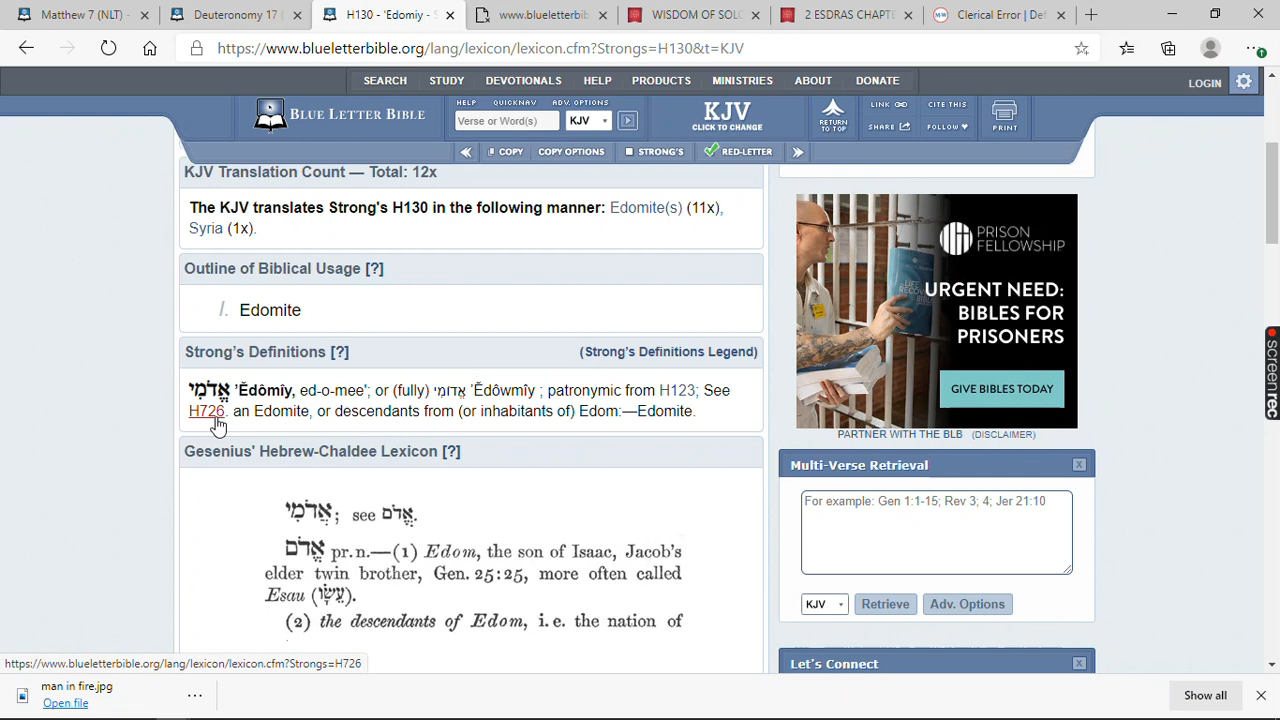 Matthew 7 (NLT) -
Deuteronomy 17 (
H130 - 'Edomiy - S
www.blueletterbib
WISDOM OF SOLO
2 ESDRAS CHAPTE
Clerical Error | Def
https://www.blueletterbible.org/lang/lexicon/lexicon.cfm?Strongs=H130&t=KJV
SEARCH STUDY DEVOTIONALS HELP PRODUCTS MINISTRIES ABOUT DONATE
LOGIN
BLUE LETTER BIBLE
HELP QUICKNAV ADV. OPTIONS
Verse or Word(s) KJV
KJV
CLICK TO CHANGE
RETURN
TO TOP
LINK CITE THIS
SHARE FOLLOW
PRINT
COPY COPY OPTIONS STRONG'S RED-LETTER
KJV Translation Count — Total: 12x
The KJV translates Strong's H130 in the following manner: Edomite(s) (11x),
Syria (1x).
Outline of Biblical Usage [?]
I. Edomite
Strong's Definitions [?] (Strong's Definitions Legend)
אֱדֹמִי ʼĔdômîy, ed-o-mee'; or (fully) אֱדוֹמִי ʼĔdôwmîy ; patronymic from H123; See
H726. an Edomite, or descendants from (or inhabitants of) Edom:—Edomite.
Gesenius' Hebrew-Chaldee Lexicon [?]
אֱדֹמִי; see אֱדֹם.
אֱדֹם pr.n.—(1) Edom, the son of Isaac, Jacob's
elder twin brother, Gen. 25:25, more often called
Esau (עֵשָׂו).
(2) the descendants of Edom, i.e. the nation of
PRISON
FELLOWSHIP
URGENT NEED:
BIBLES FOR
PRISONERS
GIVE BIBLES TODAY
PARTNER WITH THE BLB (DISCLAIMER)
Multi-Verse Retrieval x
For example: Gen 1:1-15; Rev 3; 4; Jer 21:10
KJV Retrieve Adv. Options
Let's Connect x
screenrec
https://www.blueletterbible.org/lang/lexicon/lexicon.cfm?Strongs=H726
man in fire.jpg
Open file
Show all